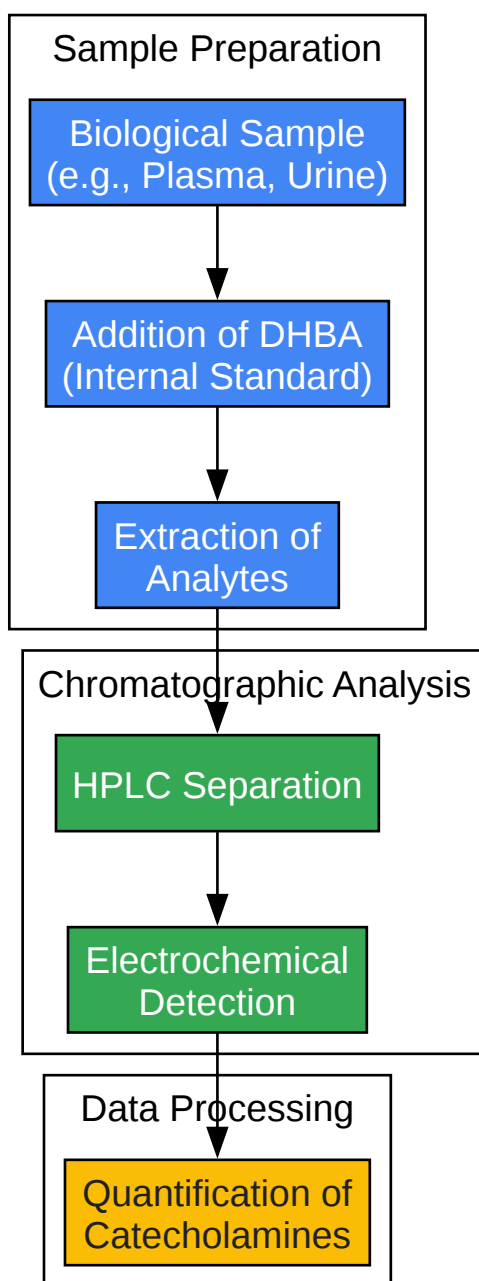 Sample Preparation
Biological Sample
(e.g., Plasma, Urine)
Addition of DHBA
(Internal Standard)
Extraction of
Analytes
Chromatographic Analysis
HPLC Separation
Electrochemical
Detection
Data Processing
Quantification of
Catecholamines